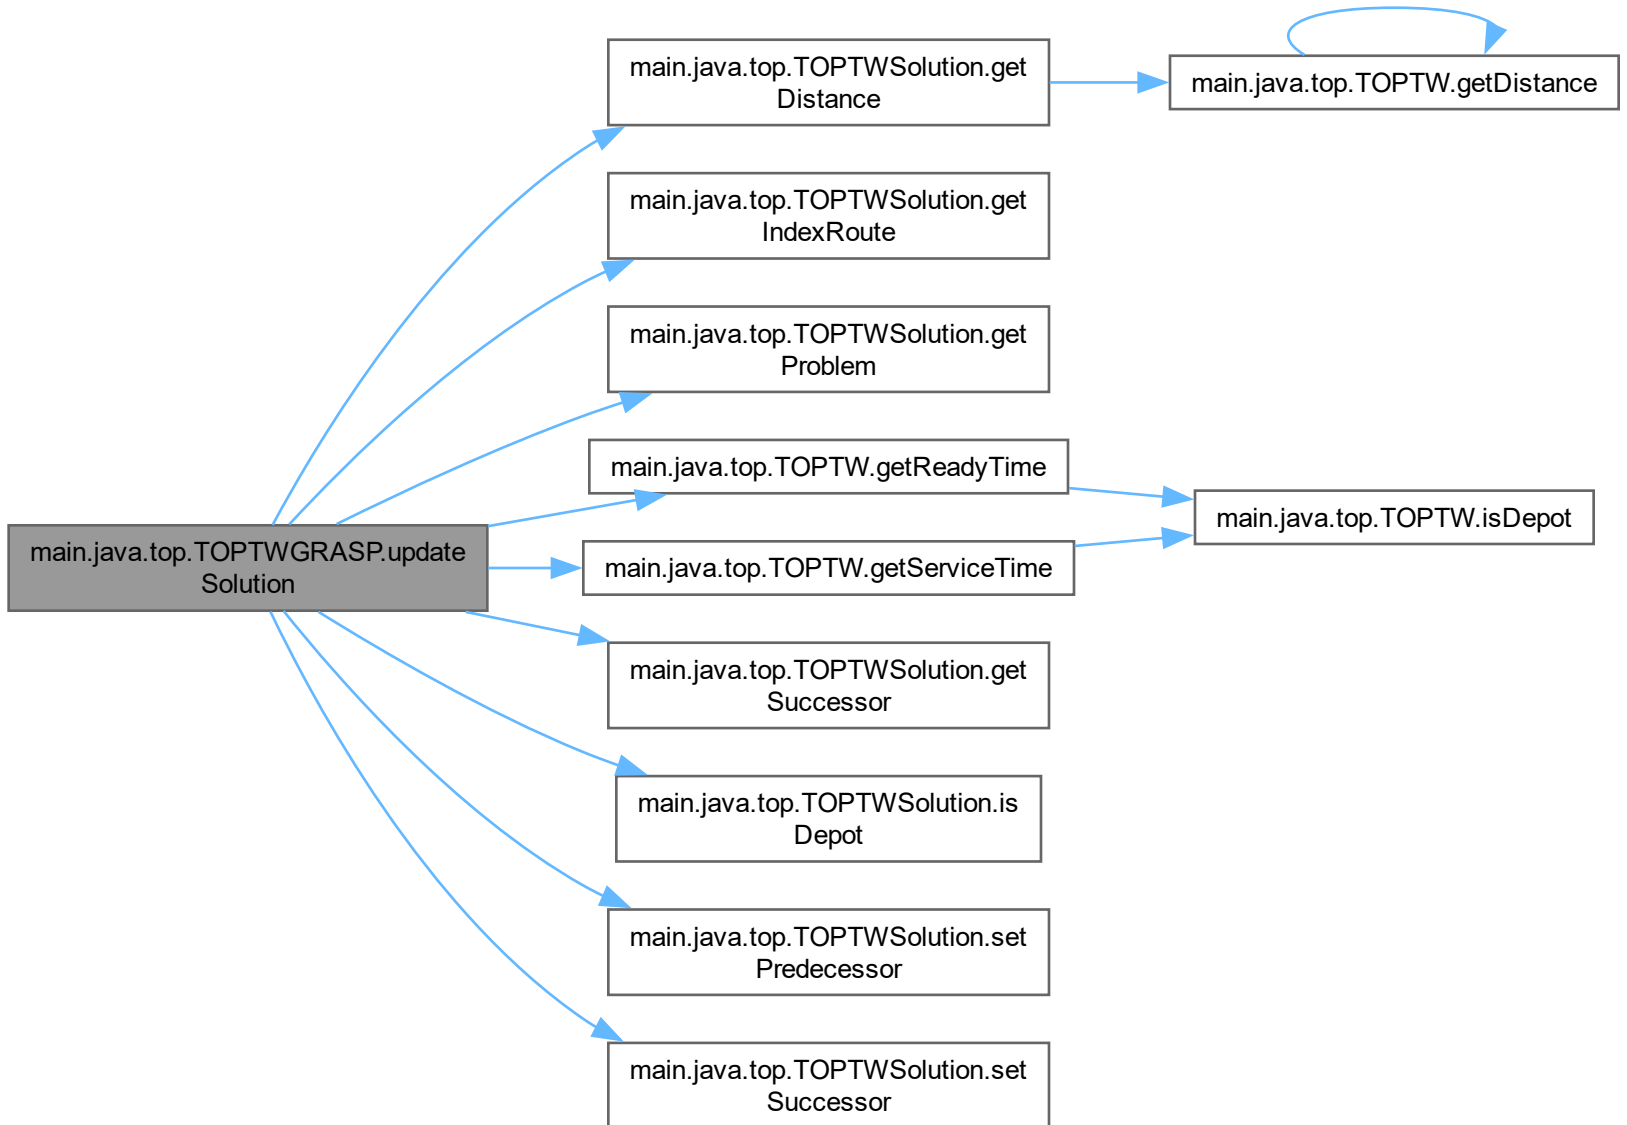 main.java.top.TOPTWSolution.get
Distance
main.java.top.TOPTW.getDistance
main.java.top.TOPTWSolution.get
IndexRoute
main.java.top.TOPTWSolution.get
Problem
main.java.top.TOPTW.getReadyTime
main.java.top.TOPTW.isDepot
main.java.top.TOPTWGRASP.update
Solution
main.java.top.TOPTW.getServiceTime
main.java.top.TOPTWSolution.get
Successor
main.java.top.TOPTWSolution.is
Depot
main.java.top.TOPTWSolution.set
Predecessor
main.java.top.TOPTWSolution.set
Successor